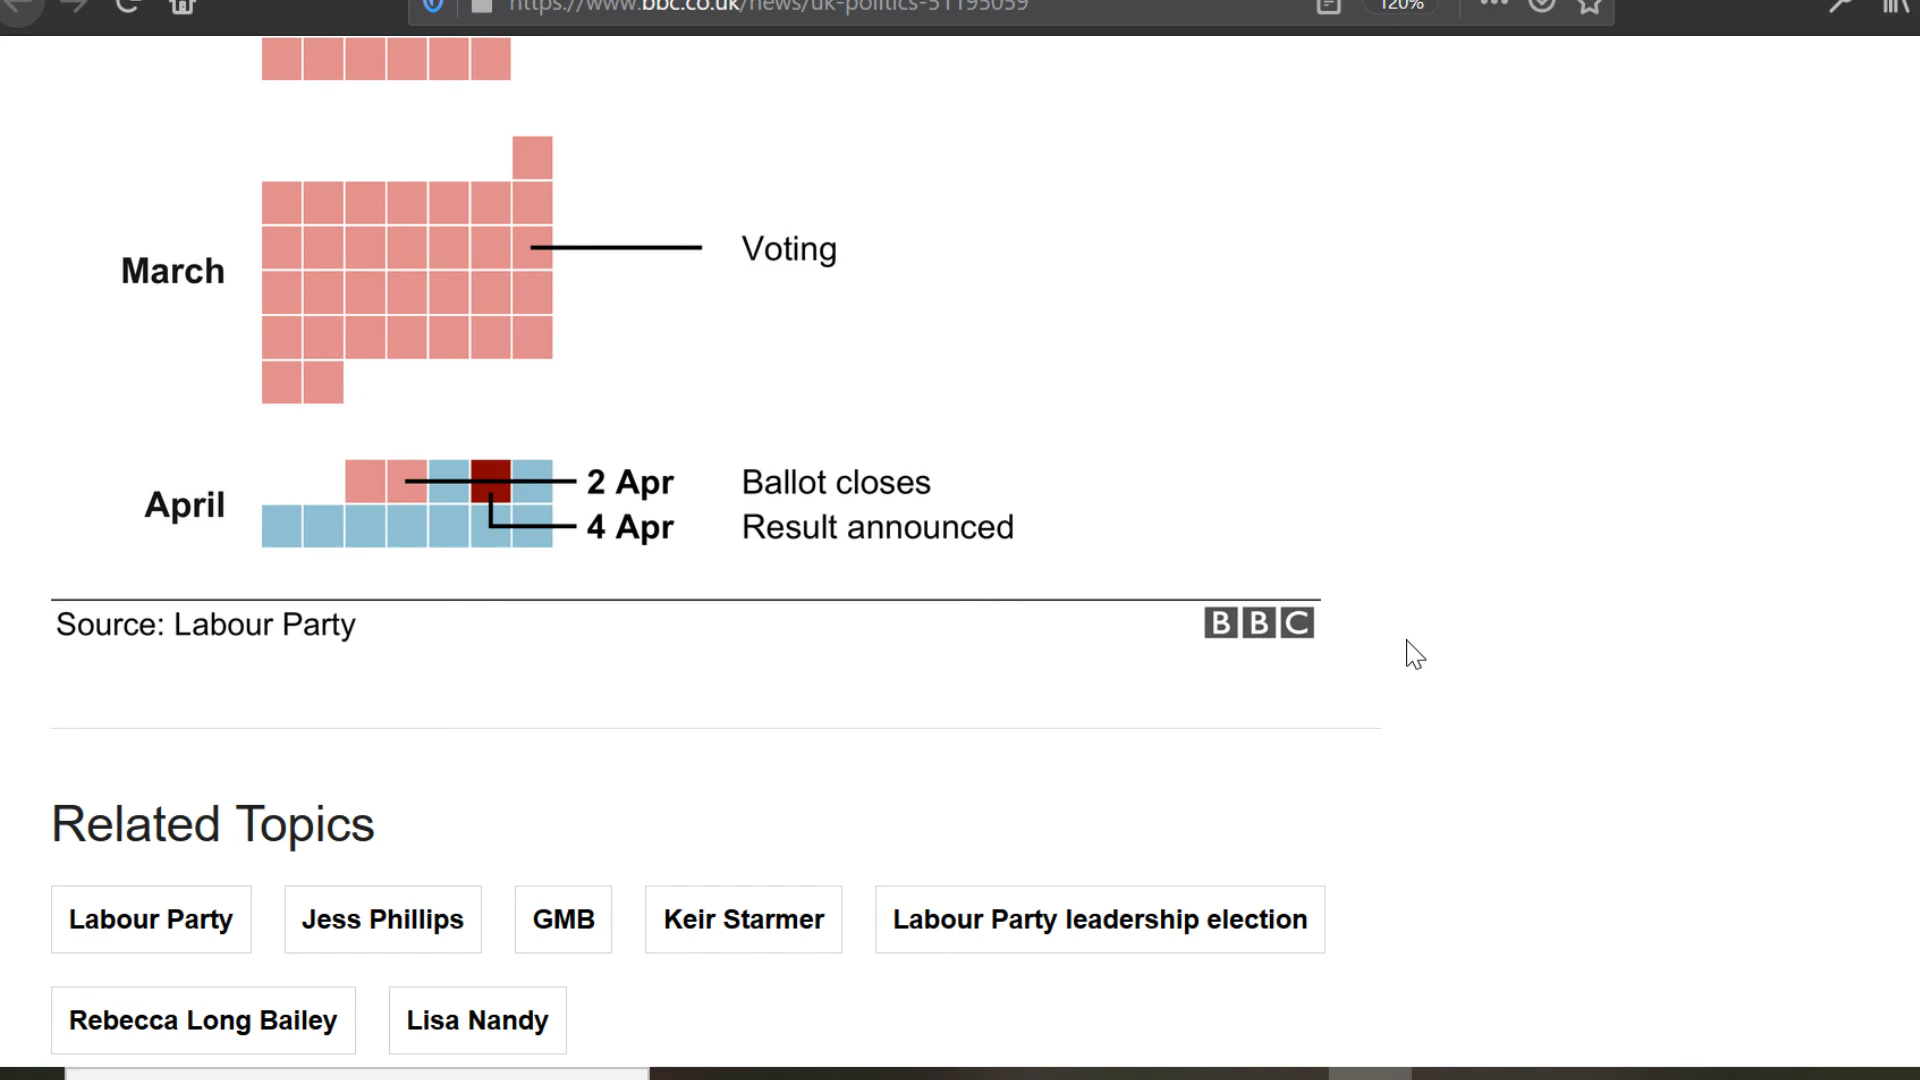 https://www.bbc.co.uk/news/uk-politics-51195059
120%
March
Voting
April
2 Apr Ballot closes
4 Apr Result announced
Source: Labour Party
BBC
Related Topics
Labour Party Jess Phillips GMB Keir Starmer Labour Party leadership election
Rebecca Long Bailey Lisa Nandy